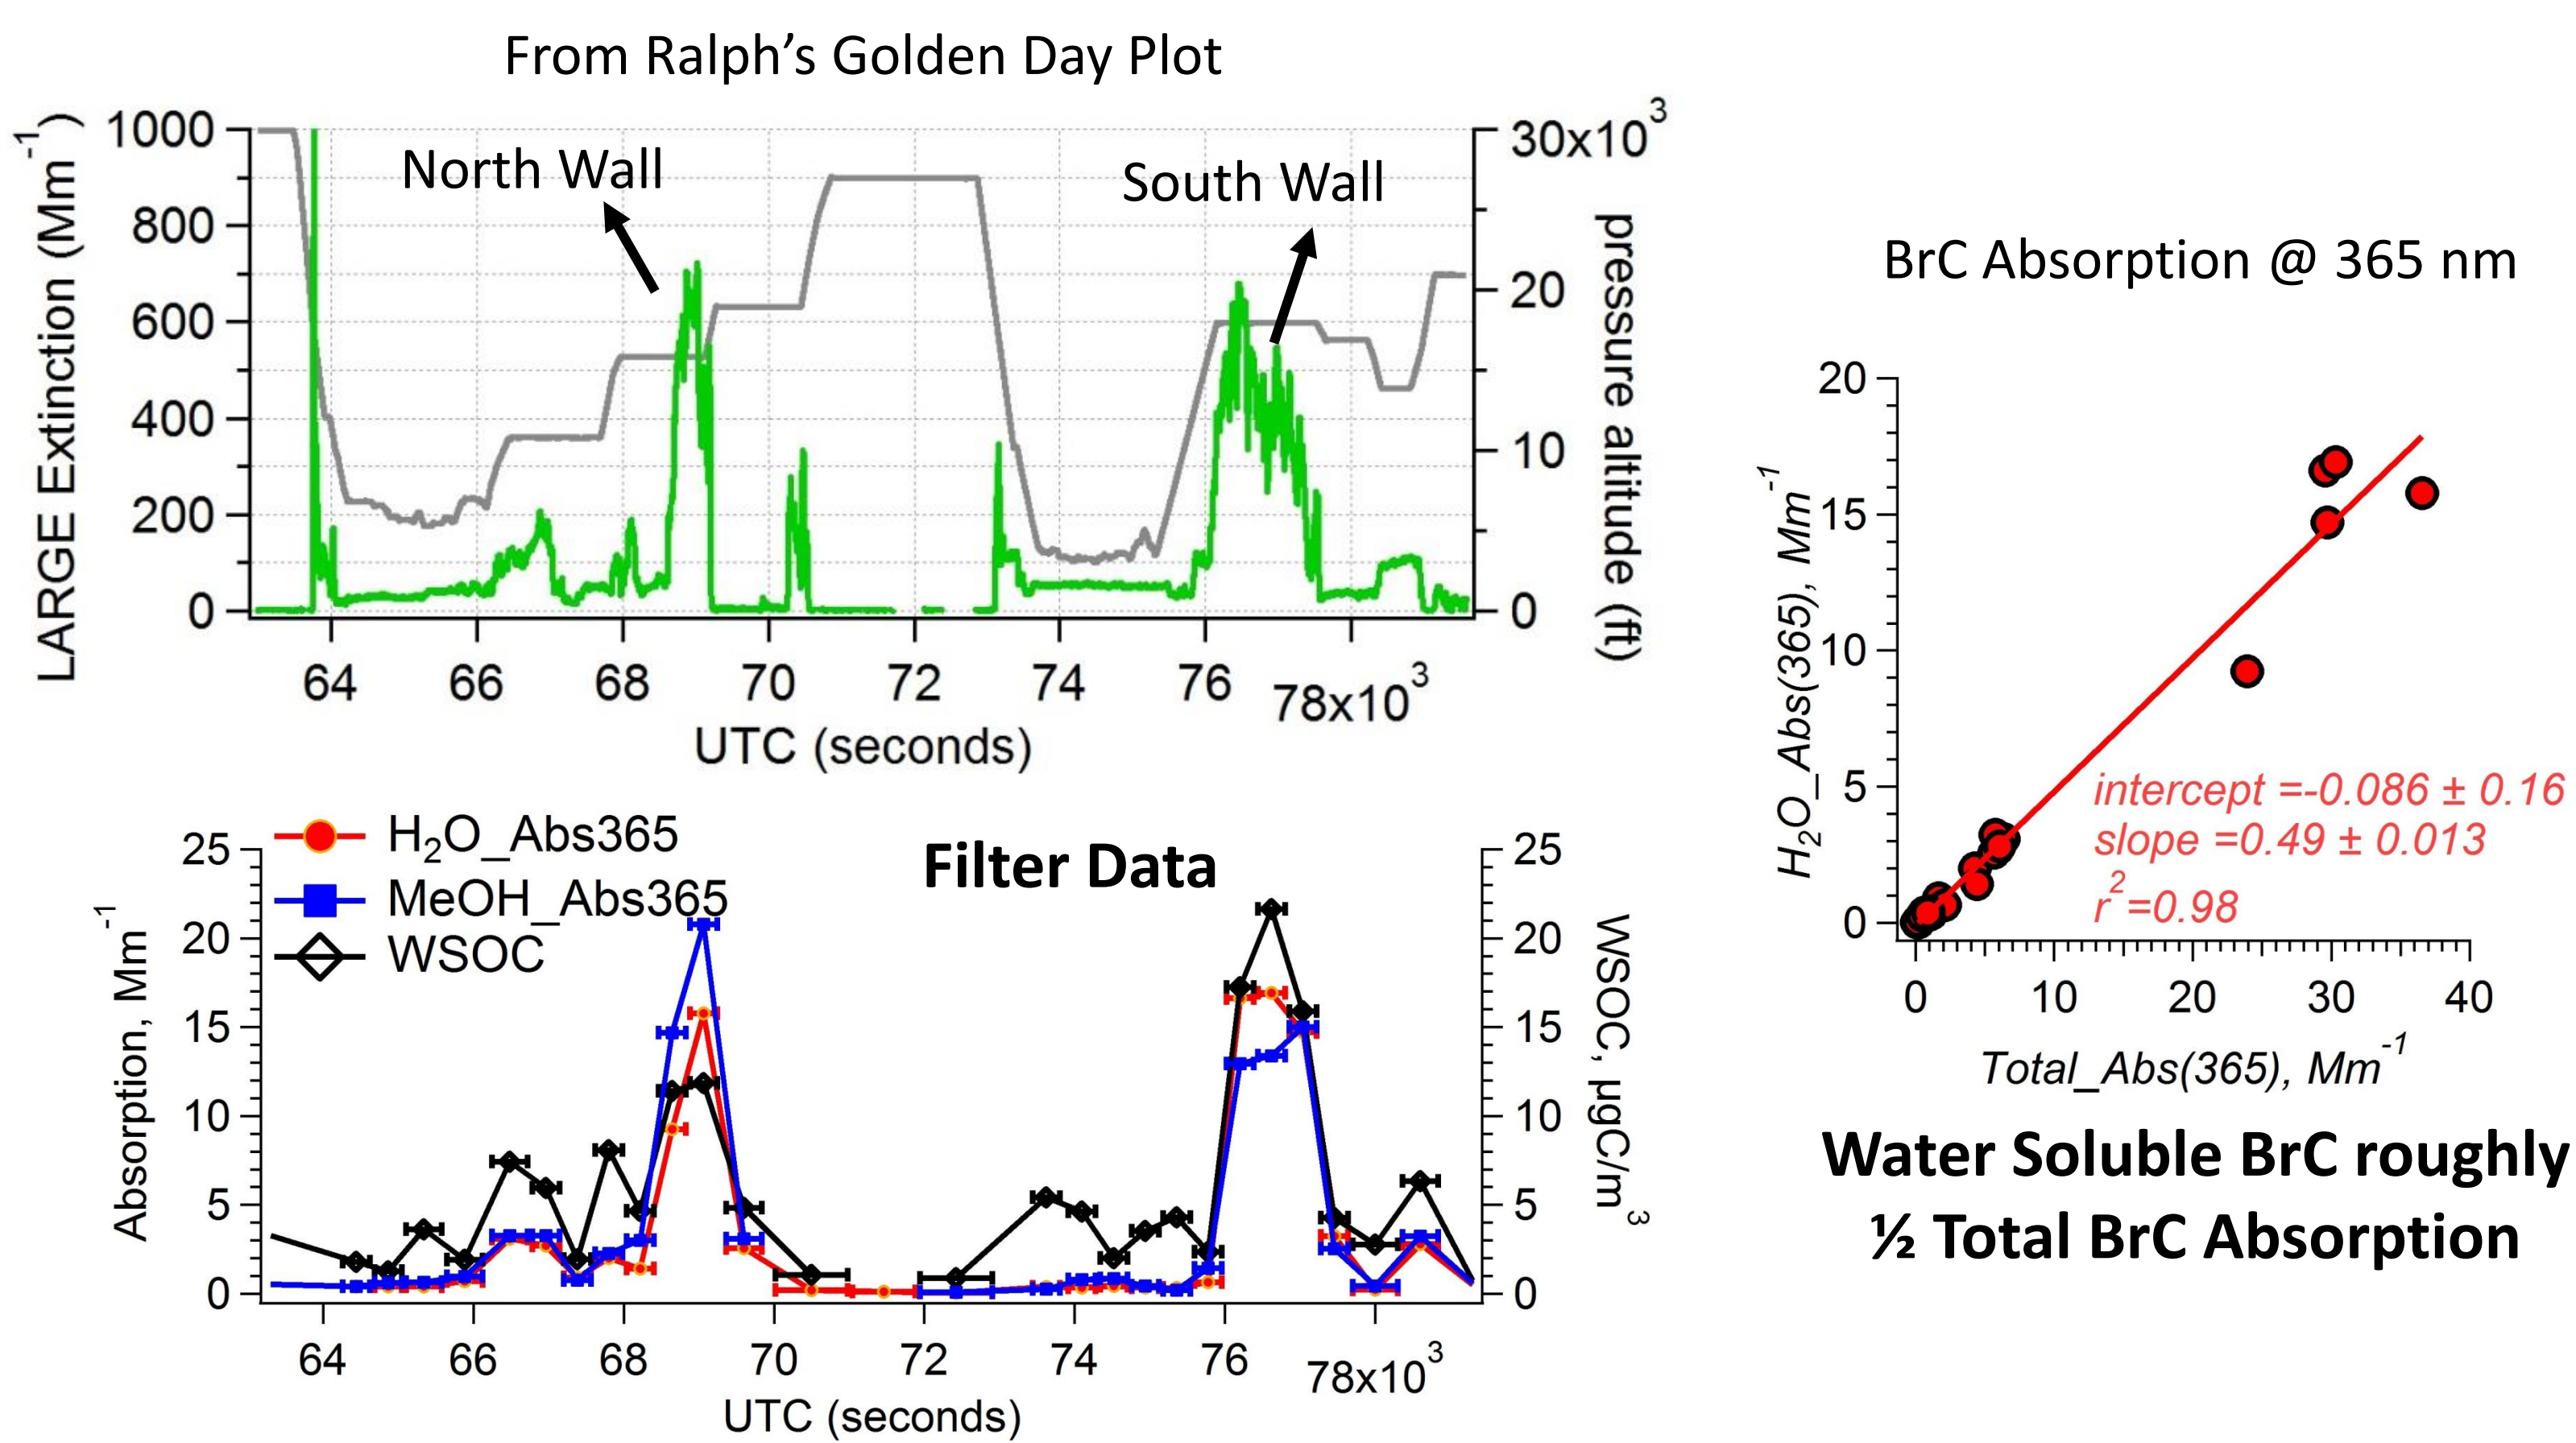 From Ralph’s Golden Day Plot
LARGE Extinction (Mm⁻¹)
1000
800
600
400
200
0
North Wall
South Wall
30x10³
20
10
0
pressure altitude (ft)
64 66 68 70 72 74 76 78x10³
UTC (seconds)
H₂O_Abs365
MeOH_Abs365
WSOC
Filter Data
Absorption, Mm⁻¹
25
20
15
10
5
0
25
20
15
10
5
0
WSOC, µgC/m³
64 66 68 70 72 74 76 78x10³
UTC (seconds)
BrC Absorption @ 365 nm
H₂O_Abs(365), Mm⁻¹
20
15
10
5
0
intercept =-0.086 ± 0.16
slope =0.49 ± 0.013
r²=0.98
0 10 20 30 40
Total_Abs(365), Mm⁻¹
Water Soluble BrC roughly
½ Total BrC Absorption